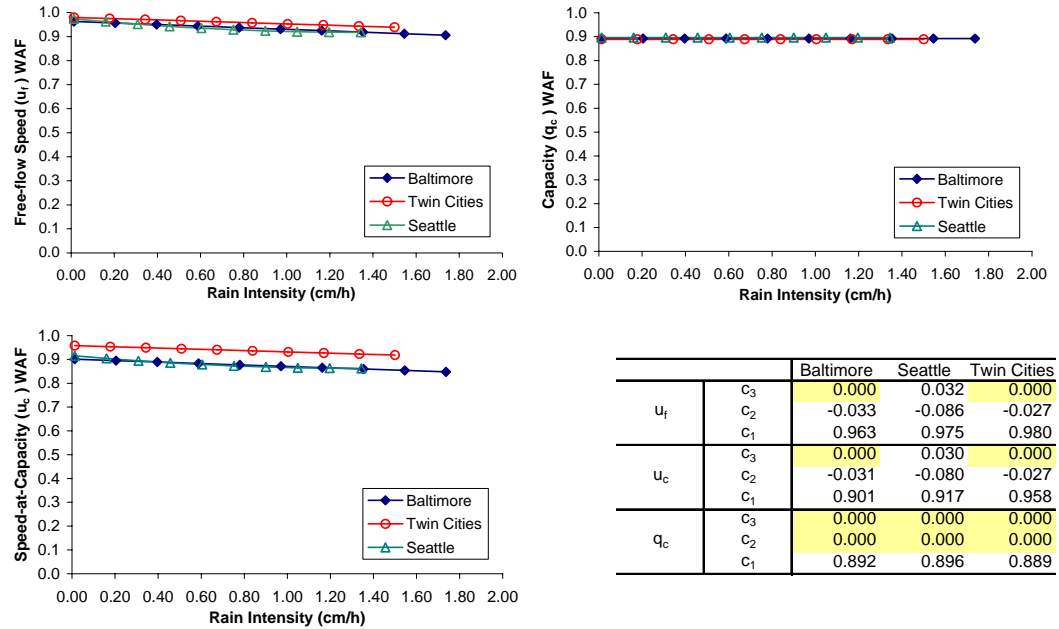 Free-flow Speed (uf) WAF
1.0
0.9
0.8
0.7
0.6
0.5
0.4
0.3
0.2
0.1
0.0
0.00 0.20 0.40 0.60 0.80 1.00 1.20 1.40 1.60 1.80 2.00
Rain Intensity (cm/h)
Baltimore
Twin Cities
Seattle
Capacity (qc ) WAF
1.0
0.9
0.8
0.7
0.6
0.5
0.4
0.3
0.2
0.1
0.0
0.00 0.20 0.40 0.60 0.80 1.00 1.20 1.40 1.60 1.80 2.00
Rain Intensity (cm/h)
Baltimore
Twin Cities
Seattle
Speed-at-Capacity (uc ) WAF
1.0
0.9
0.8
0.7
0.6
0.5
0.4
0.3
0.2
0.1
0.0
0.00 0.20 0.40 0.60 0.80 1.00 1.20 1.40 1.60 1.80 2.00
Rain Intensity (cm/h)
Baltimore
Twin Cities
Seattle
Baltimore Seattle Twin Cities
c3 0.000 0.032 0.000
uf c2 -0.033 -0.086 -0.027
c1 0.963 0.975 0.980
c3 0.000 0.030 0.000
uc c2 -0.031 -0.080 -0.027
c1 0.901 0.917 0.958
c3 0.000 0.000 0.000
qc c2 0.000 0.000 0.000
c1 0.892 0.896 0.889